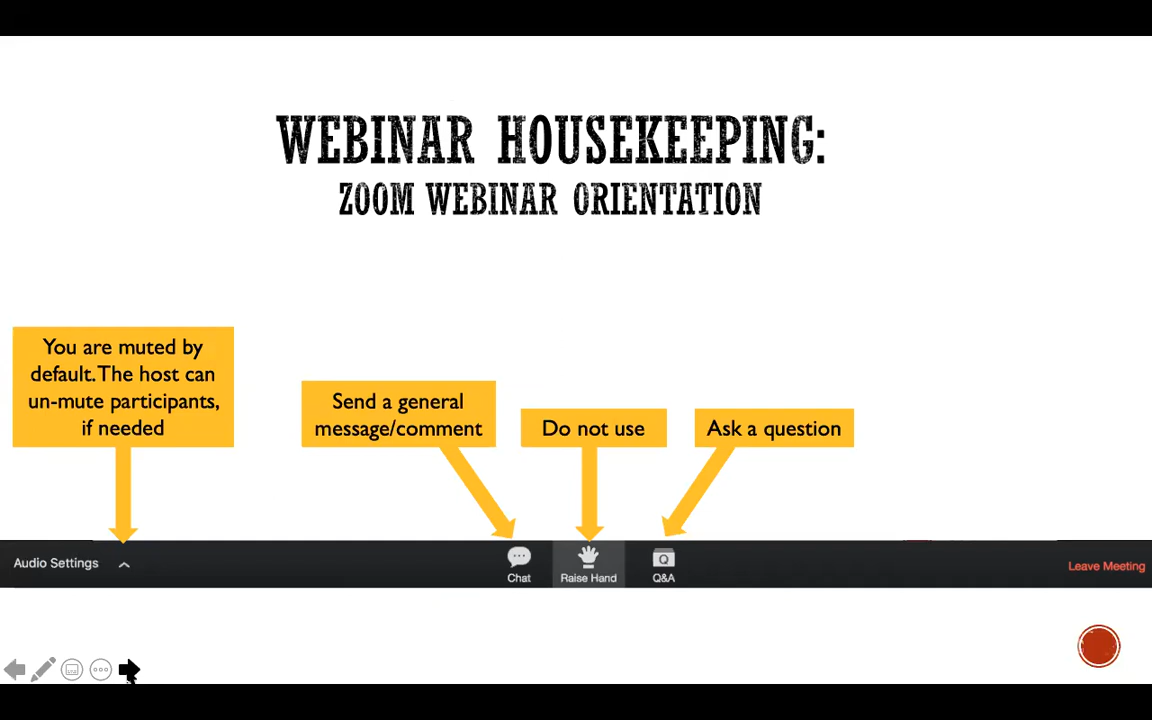 WEBINAR HOUSEKEEPING:
ZOOM WEBINAR ORIENTATION
You are muted by
default. The host can
un-mute participants,
if needed
Send a general
message/comment
Do not use
Ask a question
Audio Settings
Chat
Raise Hand
Q
Q&A
Leave Meeting